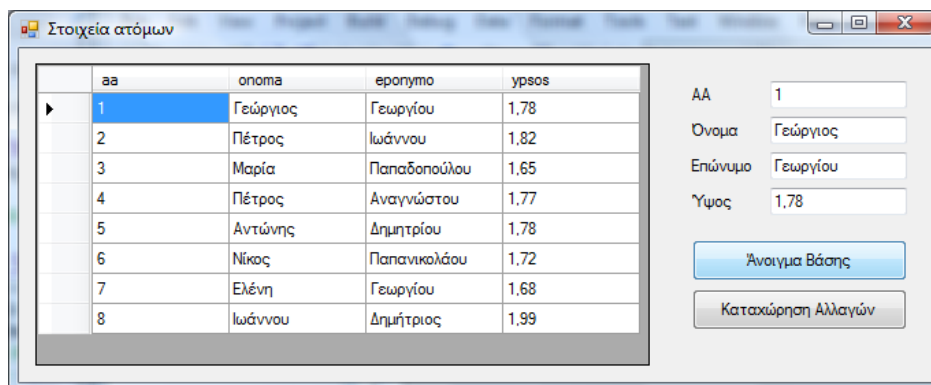 Στοιχεία ατόμων
aa onoma eponymo ypsos
1 Γεώργιος Γεωργίου 1,78
2 Πέτρος Ιωάννου 1,82
3 Μαρία Παπαδοπούλου 1,65
4 Πέτρος Αναγνώστου 1,77
5 Αντώνης Δημητρίου 1,78
6 Νίκος Παπανικολάου 1,72
7 Ελένη Γεωργίου 1,68
8 Ιωάννου Δημήτριος 1,99
ΑΑ 1
Όνομα Γεώργιος
Επώνυμο Γεωργίου
Ύψος 1,78
Άνοιγμα Βάσης
Καταχώρηση Αλλαγών